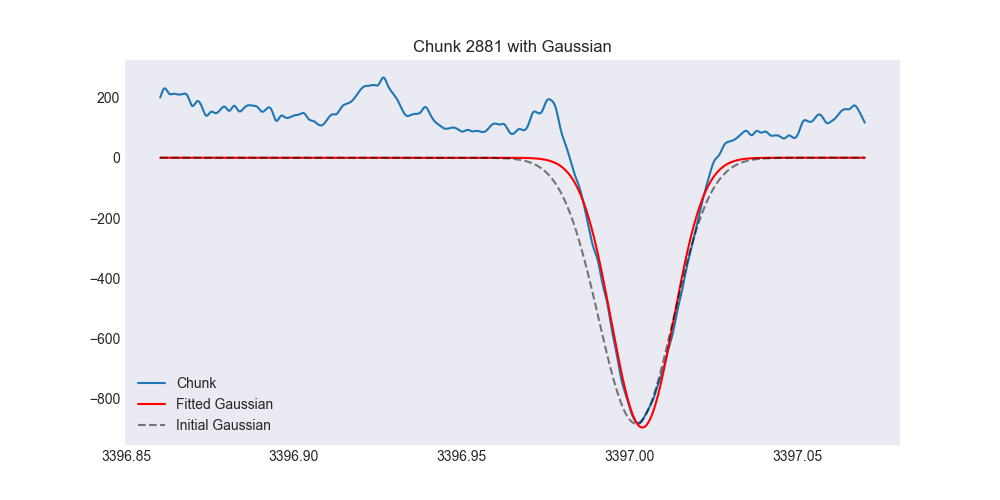 Chunk 2881 with Gaussian
200
0
−200
−400
−600
−800
Chunk
Fitted Gaussian
Initial Gaussian
3396.85 3396.90 3396.95 3397.00 3397.05